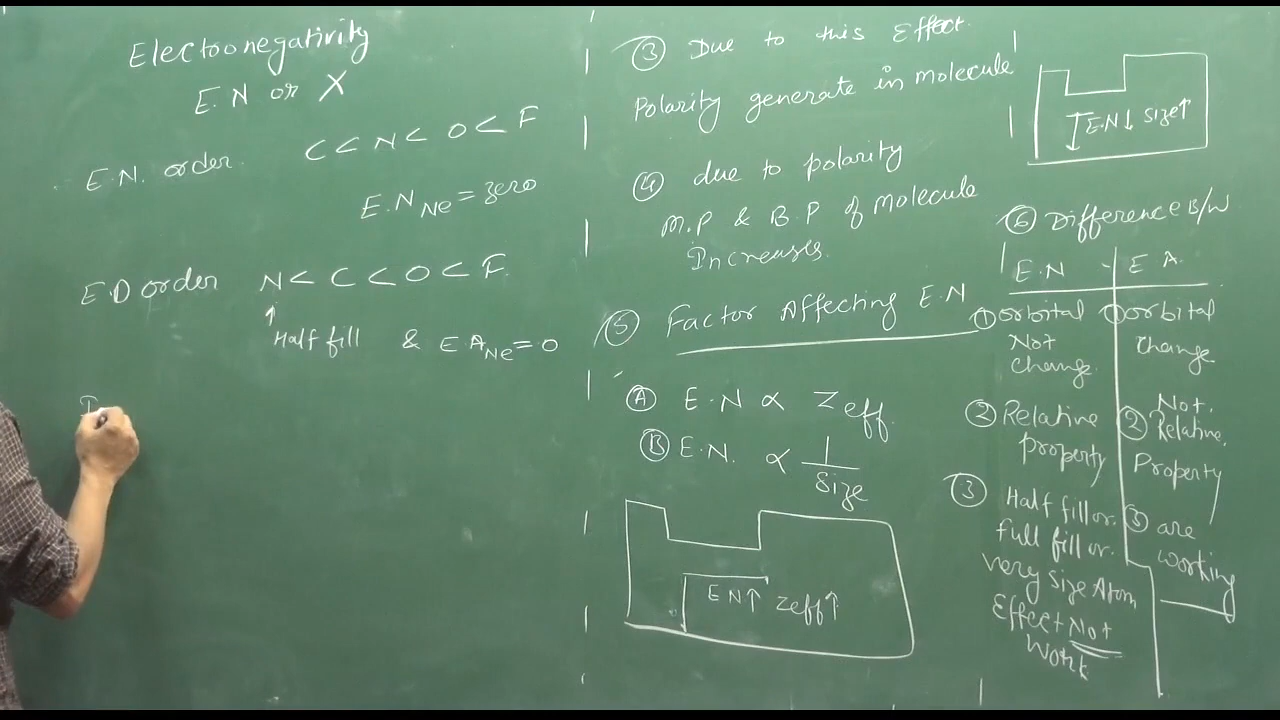 Electronegativity
E.N or X
E.N. order C < N < O < F
E.N Ne = zero
E.D order N < C < O < F
↑
Half fill & EA Ne = 0
I
③ Due to this Effect
Polarity generate in molecule
④ due to polarity
M.P & B.P of Molecule
Increases.
⑤ Factor Affecting E.N
Ⓐ E.N ∝ Zeff
Ⓑ E.N. ∝ 1/Size
EN↑ Zeff↑
E.N↓ Size↑
⑥ Difference B/W
E.N - E A.
① orbital Not change
② Relative property
③ Half fill or full fill or very size Atom Effect Not Work
① orbital change
② Not. Relative. Property
③ are working